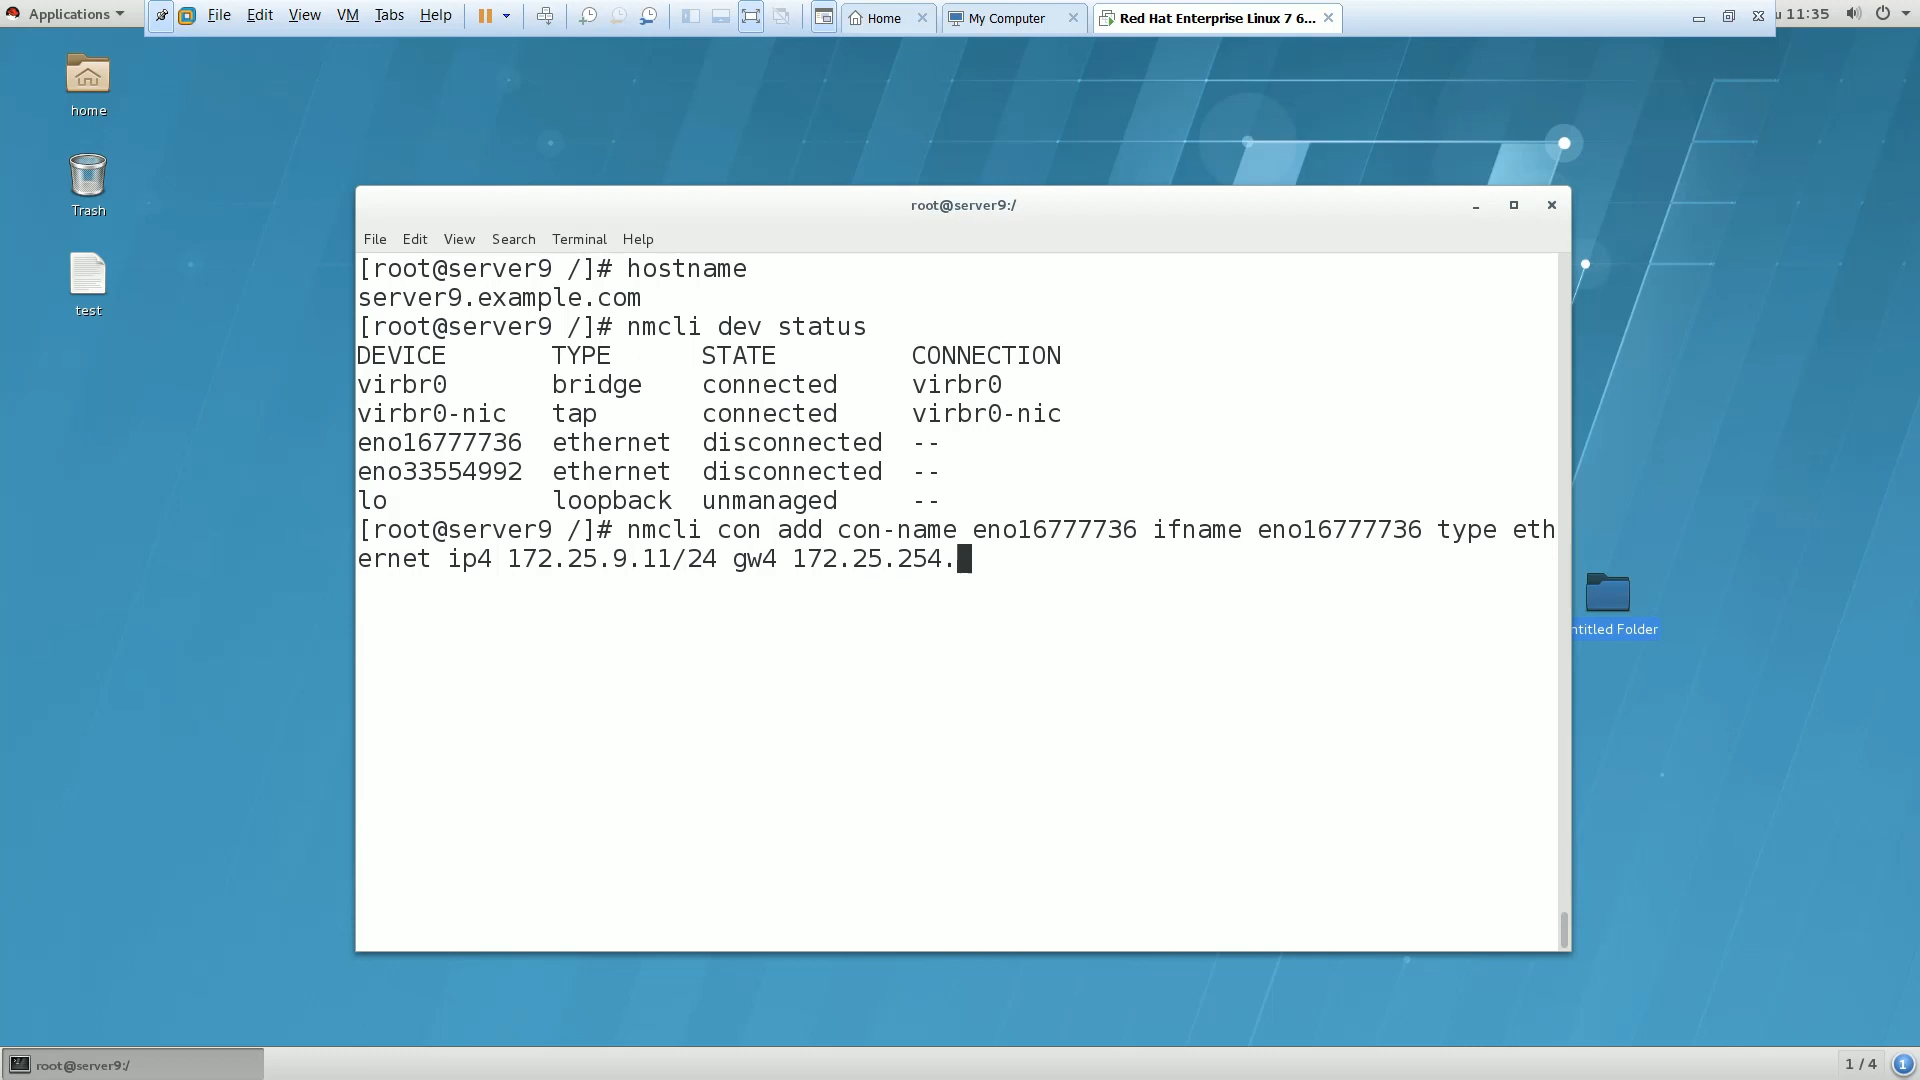 Applications
File Edit View VM Tabs Help
Home
My Computer
Red Hat Enterprise Linux 7 6...
11:35
home
Trash
test
root@server9:/
File Edit View Search Terminal Help
[root@server9 /]# hostname
server9.example.com
[root@server9 /]# nmcli dev status
DEVICE TYPE STATE CONNECTION
virbr0 bridge connected virbr0
virbr0-nic tap connected virbr0-nic
eno16777736 ethernet disconnected --
eno33554992 ethernet disconnected --
lo loopback unmanaged --
[root@server9 /]# nmcli con add con-name eno16777736 ifname eno16777736 type eth
ernet ip4 172.25.9.11/24 gw4 172.25.254.
ntitled Folder
root@server9:/
1 / 4
1